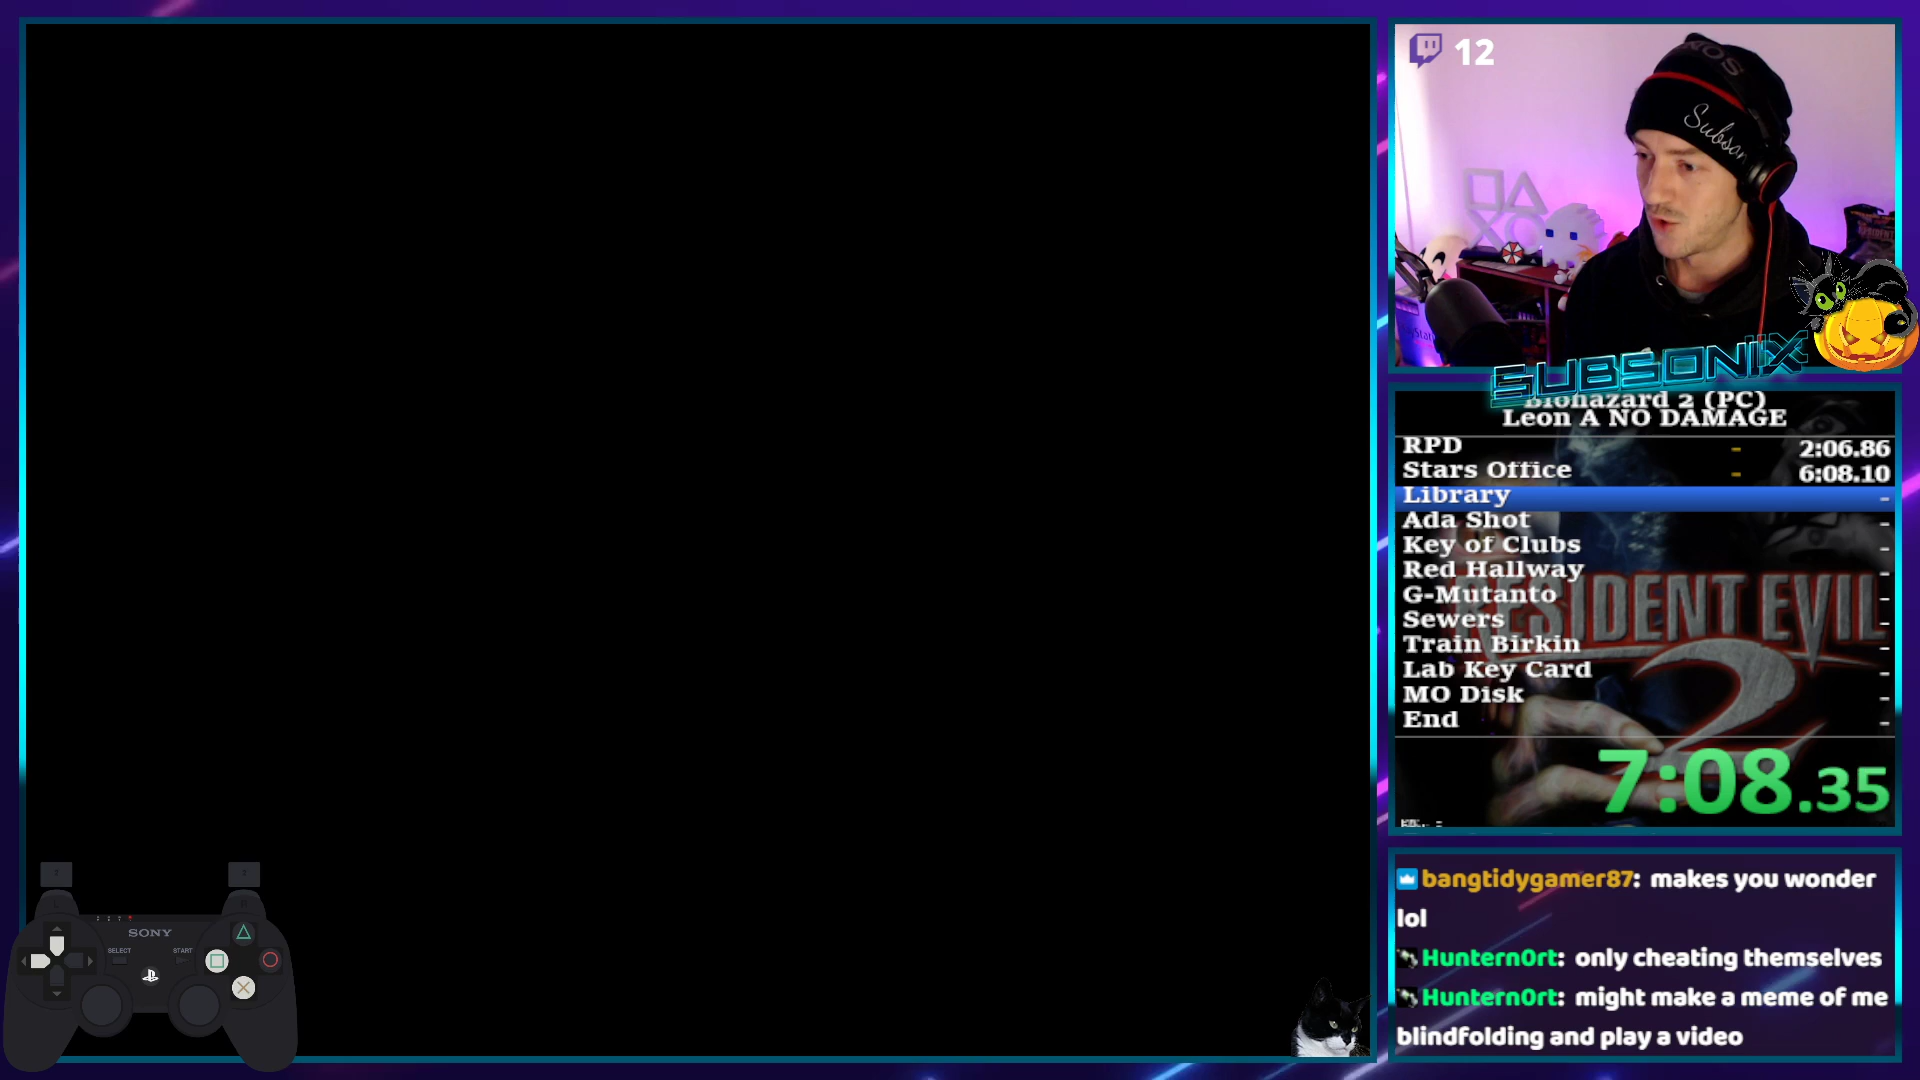 12
Subson
SUBSONIX
Biohazard 2 (PC)
Leon A NO DAMAGE
RPD - 2:06.86
Stars Office - 6:08.10
Library -
Ada Shot -
Key of Clubs -
Red Hallway -
G-Mutanto -
Sewers -
Train Birkin -
Lab Key Card -
MO Disk -
End -
RESIDENT EVIL
2
7:08.35
SONY
SELECT START
bangtidygamer87: makes you wonder
lol
Huntern0rt: only cheating themselves
Huntern0rt: might make a meme of me
blindfolding and play a video